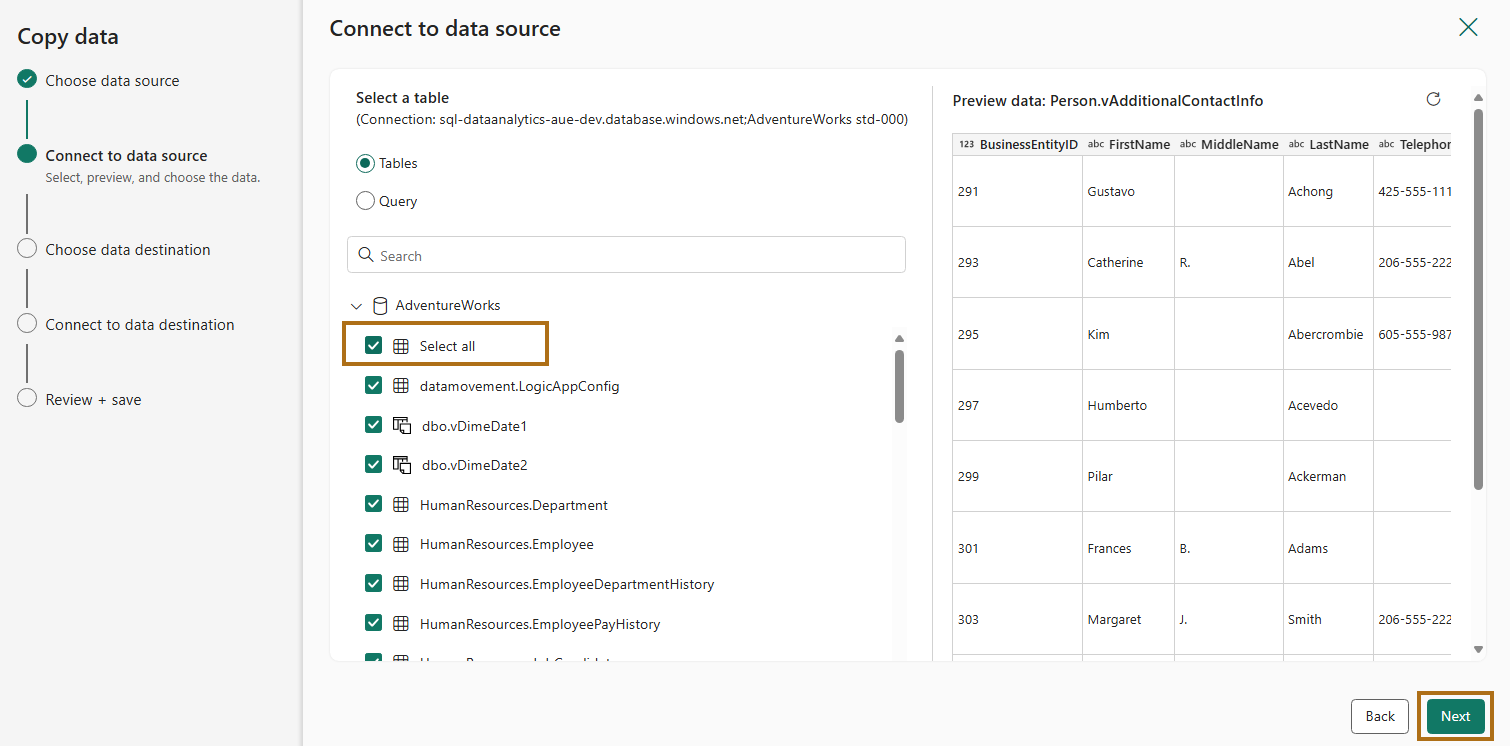 Copy data
Choose data source
Connect to data source
Select, preview, and choose the data.
Choose data destination
Connect to data destination
Review + save
Connect to data source
Select a table
(Connection: sql-dataanalytics-aue-dev.database.windows.net;AdventureWorks std-000)
Tables
Query
Search
AdventureWorks
Select all
datamovement.LogicAppConfig
dbo.vDimeDate1
dbo.vDimeDate2
HumanResources.Department
HumanResources.Employee
HumanResources.EmployeeDepartmentHistory
HumanResources.EmployeePayHistory
Preview data: Person.vAdditionalContactInfo
123 BusinessEntityID abc FirstName abc MiddleName abc LastName abc Telephon
291 Gustavo Achong 425-555-111
293 Catherine R. Abel 206-555-222
295 Kim Abercrombie 605-555-987
297 Humberto Acevedo
299 Pilar Ackerman
301 Frances B. Adams
303 Margaret J. Smith 206-555-222
Back
Next